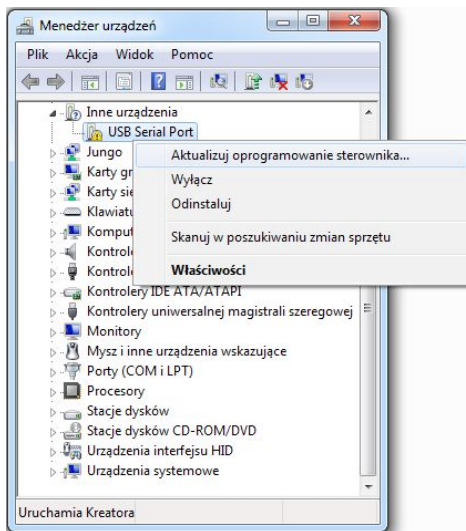 Menedżer urządzeń
Plik Akcja Widok Pomoc
Inne urządzenia
USB Serial Port
Jungo
Aktualizuj oprogramowanie sterownika...
Karty gr
Wyłącz
Karty sie
Odinstaluj
Klawiatu
Komput
Skanuj w poszukiwaniu zmian sprzętu
Kontrole
Kontrole
Właściwości
Kontrolery IDE ATA/ATAPI
Kontrolery uniwersalnej magistrali szeregowej
Monitory
Mysz i inne urządzenia wskazujące
Porty (COM i LPT)
Procesory
Stacje dysków
Stacje dysków CD-ROM/DVD
Urządzenia interfejsu HID
Urządzenia systemowe
Uruchamia Kreatora